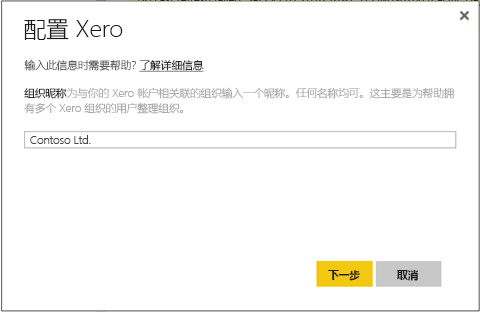 配置 Xero
输入此信息时需要帮助? 了解详细信息
组织昵称为与你的 Xero 帐户相关联的组织输入一个昵称。任何名称均可。这主要是为帮助拥
有多个 Xero 组织的用户整理组织。
Contoso Ltd.
下一步 取消